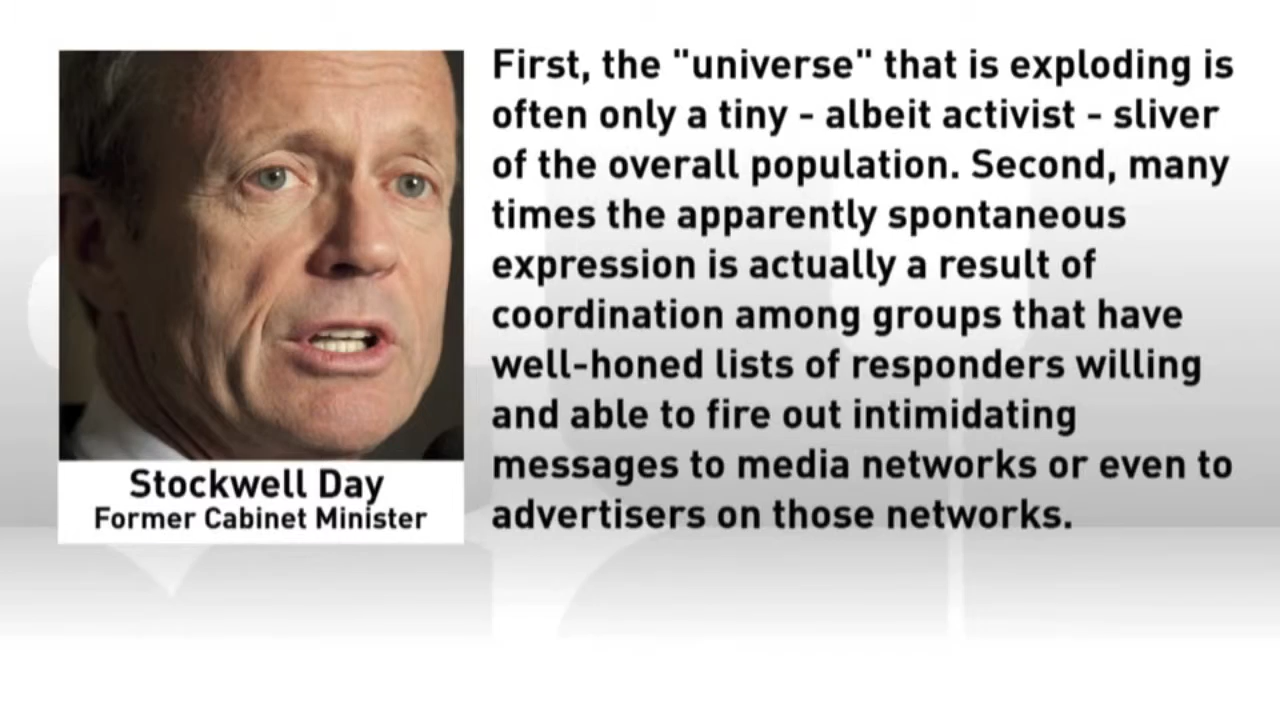 First, the "universe" that is exploding is
often only a tiny - albeit activist - sliver
of the overall population. Second, many
times the apparently spontaneous
expression is actually a result of
coordination among groups that have
well-honed lists of responders willing
and able to fire out intimidating
messages to media networks or even to
advertisers on those networks.
Stockwell Day
Former Cabinet Minister